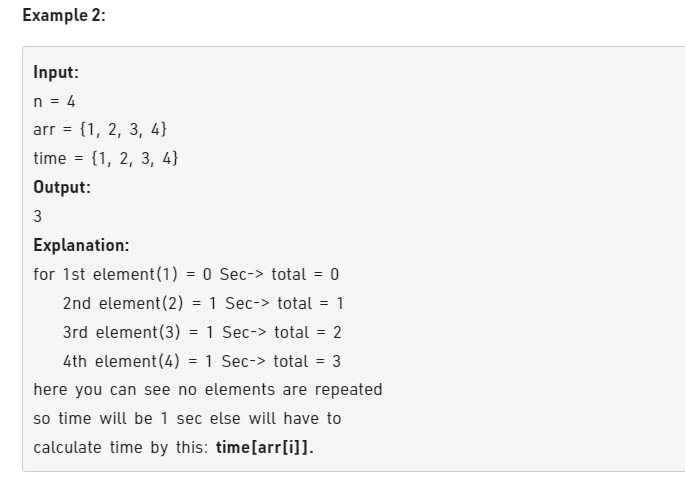 Example 2:
Input:
n = 4
arr = {1, 2, 3, 4}
time = {1, 2, 3, 4}
Output:
3
Explanation:
for 1st element(1) = 0 Sec-> total = 0
2nd element(2) = 1 Sec-> total = 1
3rd element(3) = 1 Sec-> total = 2
4th element(4) = 1 Sec-> total = 3
here you can see no elements are repeated
so time will be 1 sec else will have to
calculate time by this: time[arr[i]].